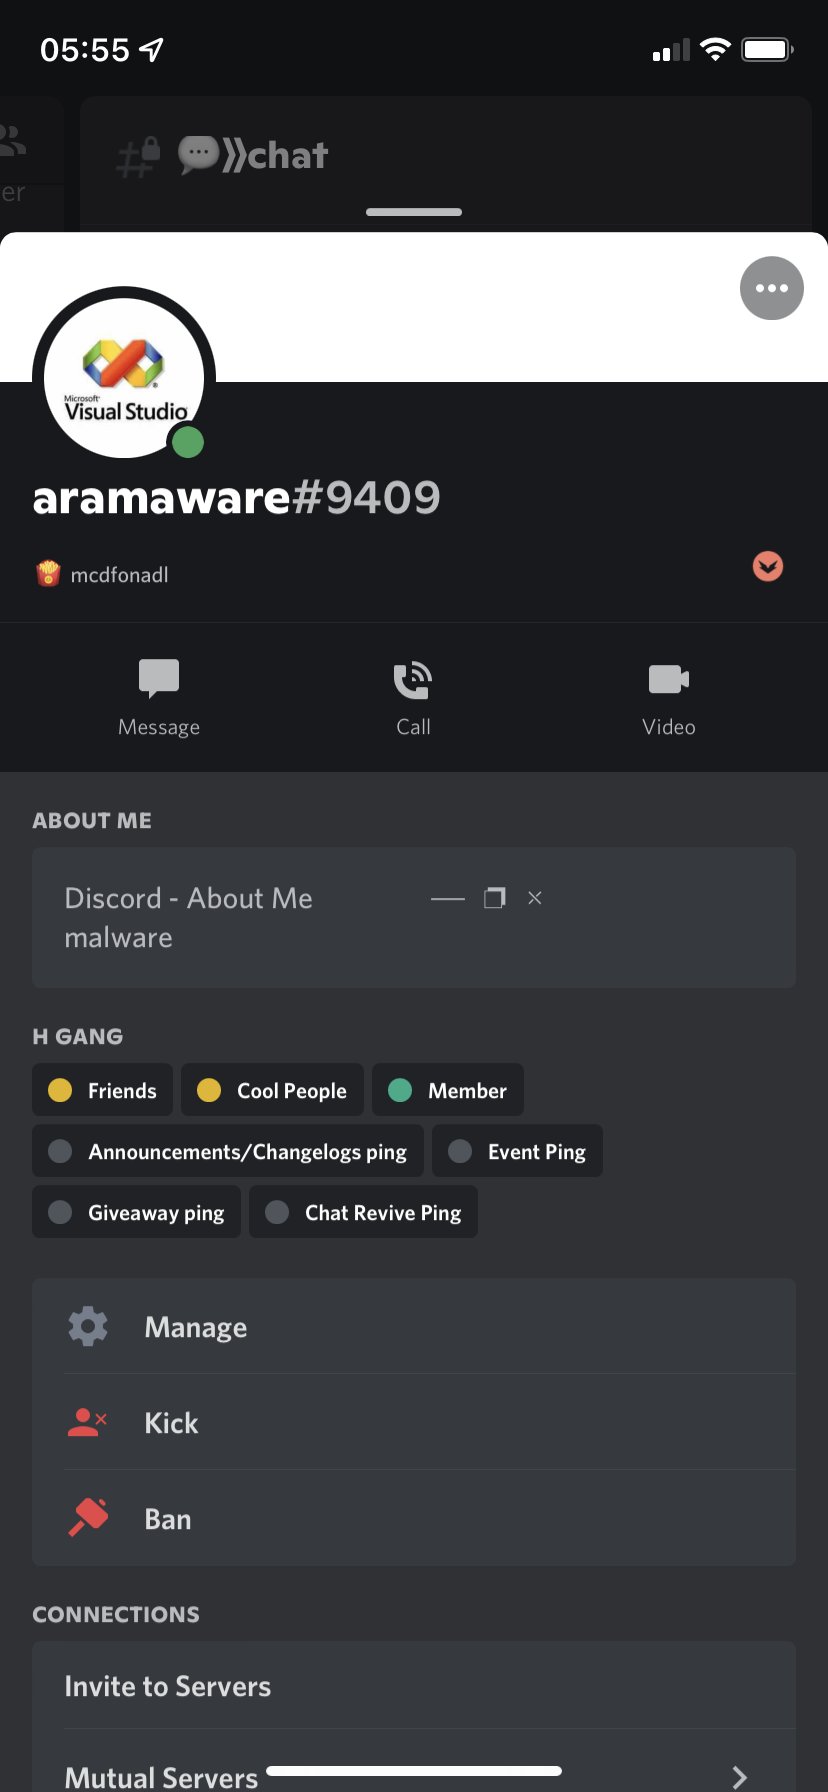 05:55
er
chat
Microsoft®
Visual Studio
aramaware#9409
mcdfonadl
Message
Call
Video
ABOUT ME
Discord - About Me
malware
H GANG
Friends
Cool People
Member
Announcements/Changelogs ping
Event Ping
Giveaway ping
Chat Revive Ping
Manage
Kick
Ban
CONNECTIONS
Invite to Servers
Mutual Servers